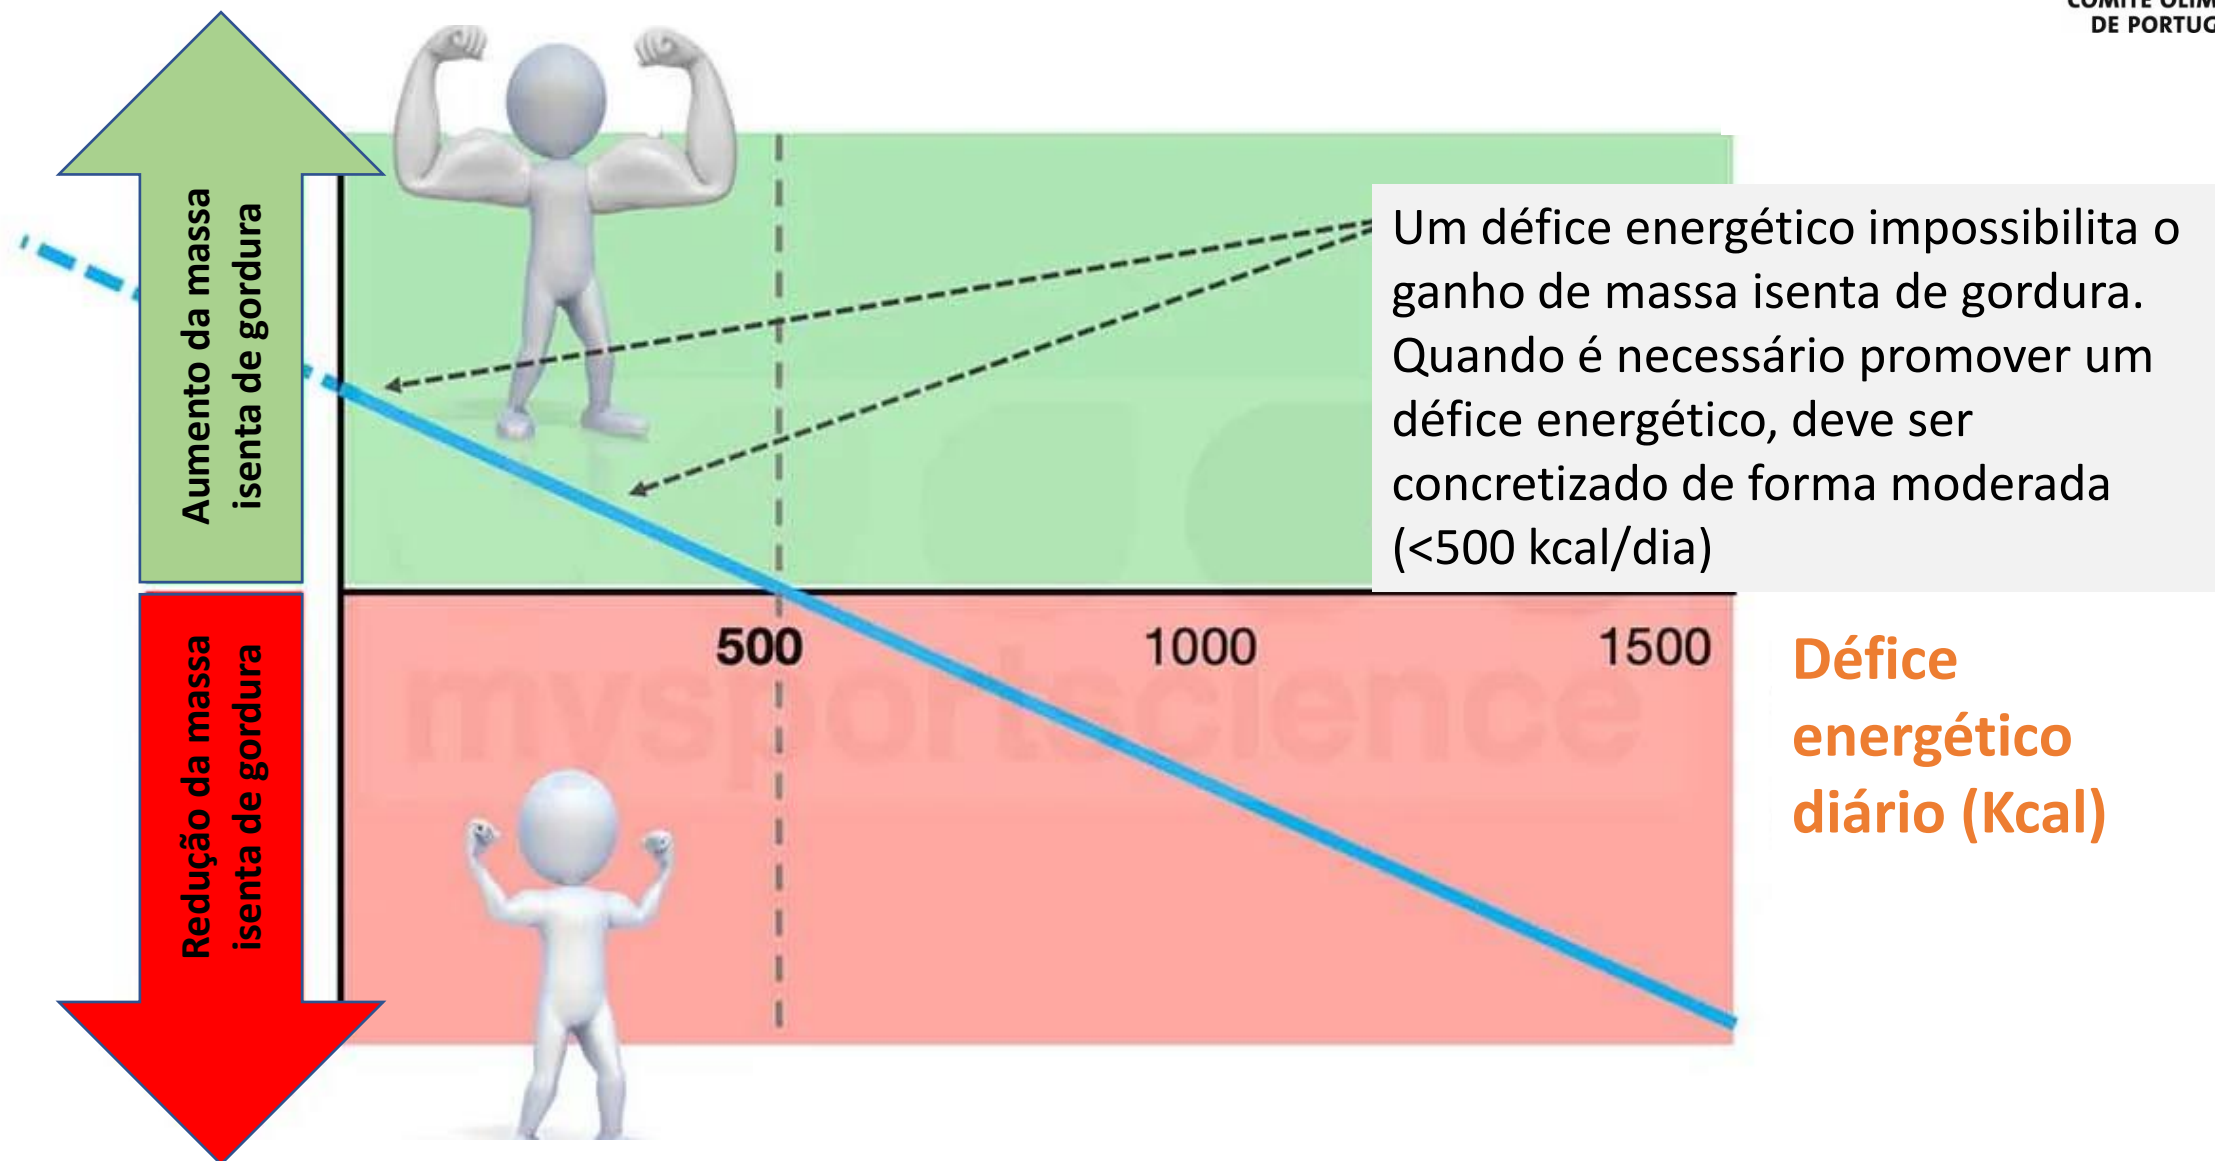 DE PORTUG
Aumento da massa
isenta de gordura
Um défice energético impossibilita o
ganho de massa isenta de gordura.
Quando é necessário promover um
défice energético, deve ser
concretizado de forma moderada
(<500 kcal/dia)
500
1000
1500
mysportscience
Défice
energético
diário (Kcal)
Redução da massa
isenta de gordura